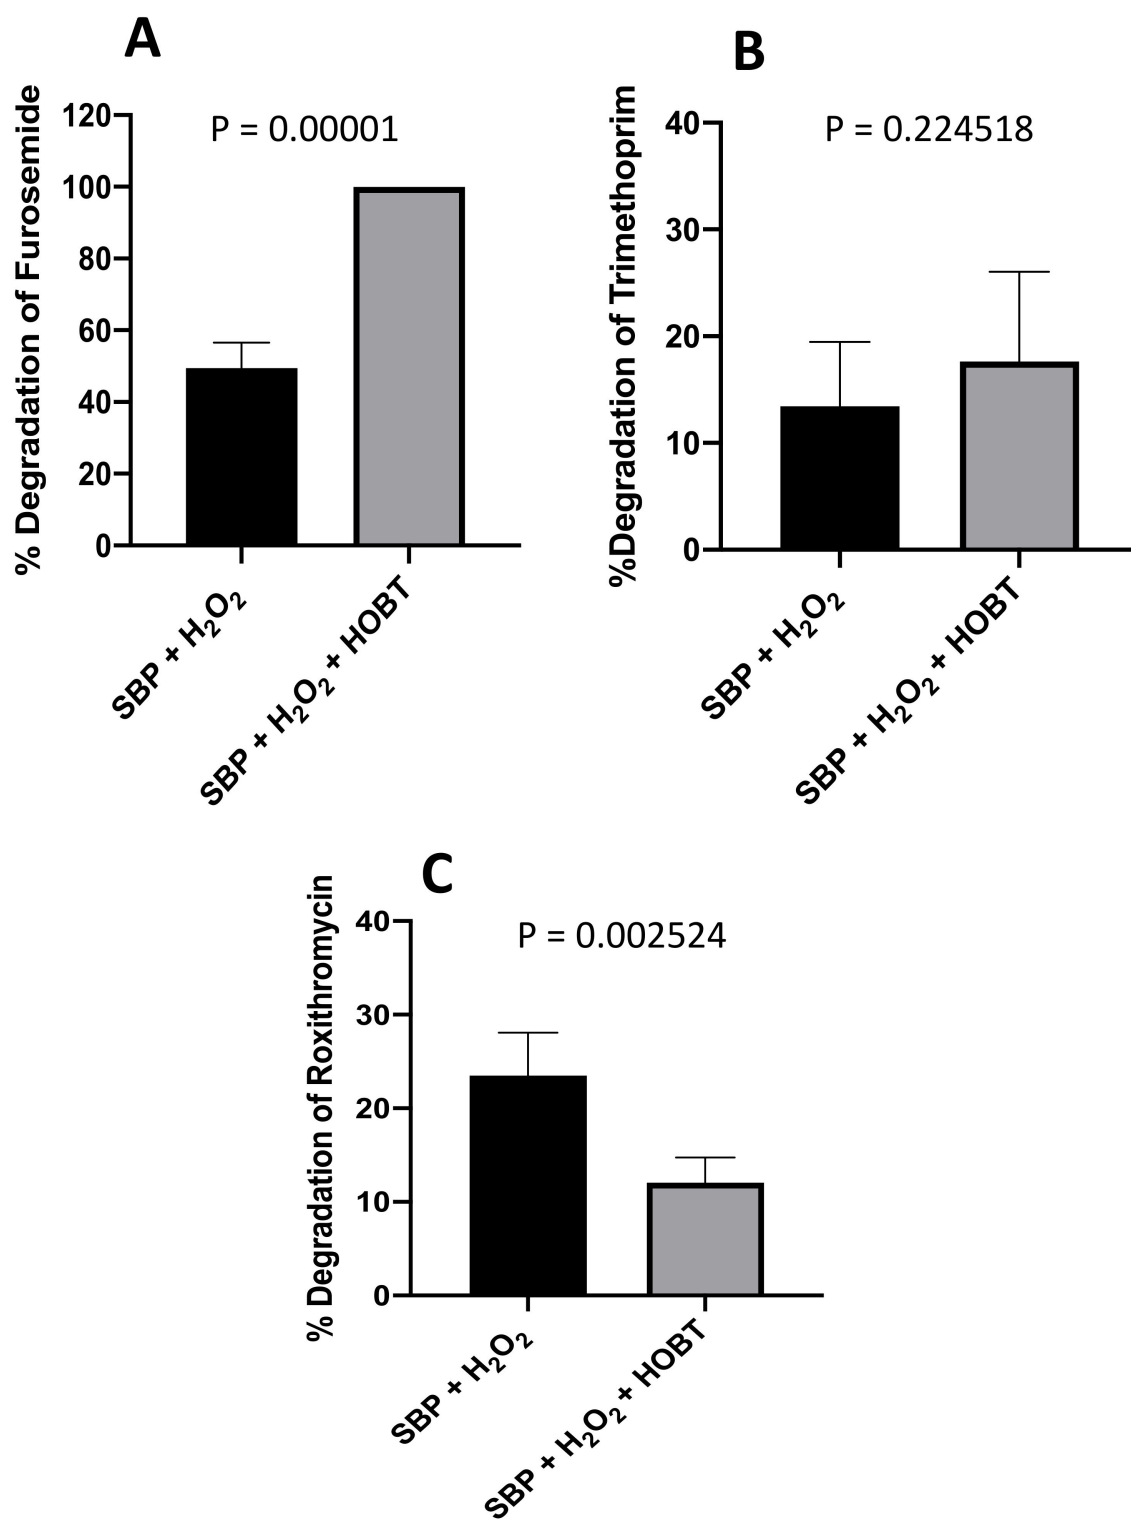 A
% Degradation of Furosemide
P = 0.00001
120
100
80
60
40
20
0
SBP + H₂O₂
SBP + H₂O₂ + HOBT
B
%Degradation of Trimethoprim
P = 0.224518
40
30
20
10
0
SBP + H₂O₂
SBP + H₂O₂ + HOBT
C
% Degradation of Roxithromycin
P = 0.002524
40
30
20
10
0
SBP + H₂O₂
SBP + H₂O₂ + HOBT